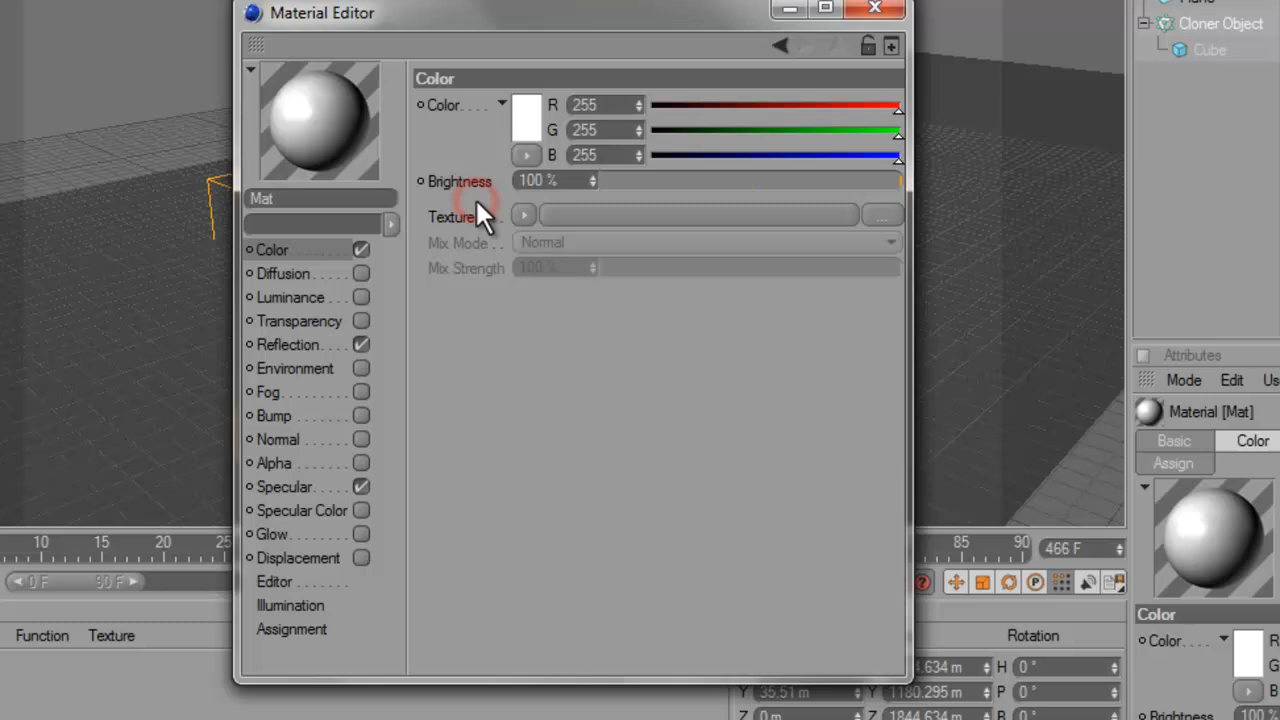 Material Editor
Plane
Cloner Object
Cube
Color
Color. . . .
R
255
G
255
B
255
Brightness
100 %
Texture
...
Mix Mode . .
Normal
Mix Strength
100 %
Mat
Color
Diffusion . . . . .
Luminance . . .
Transparency
Reflection. . . .
Environment
Fog. . . . . . . . .
Bump . . . . . . .
Normal . . . . . .
Alpha . . . . . . .
Specular. . . . .
Specular Color
Glow. . . . . . . .
Displacement
Editor . . . . . . .
Illumination
Assignment
Attributes
Mode
Edit
Material [Mat]
Basic
Color
Assign
Color
Color. . . .
R
G
B
Brightness
100 %
10
15
20
25
85
90
466 F
0 F
90 F
P
Function
Texture
Rotation
4.634 m
H
0 °
Y
35.51 m
Y
1180.295 m
P
0 °
Z
0 m
Z
1844.634 m
B
0 °